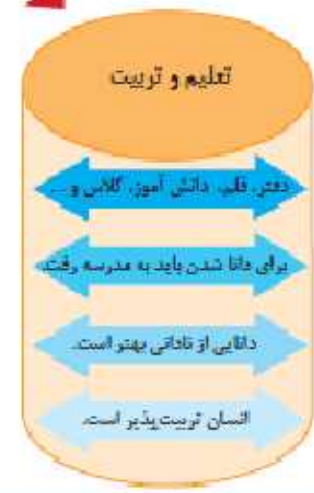 تعلیم و تربیت
دفتر، قلم، دانش آموز، کلاس و ...
برای دانا شدن باید به مدرسه رفت.
دانایی از نادانی بهتر است.
انسان تربیت‌پذیر است.